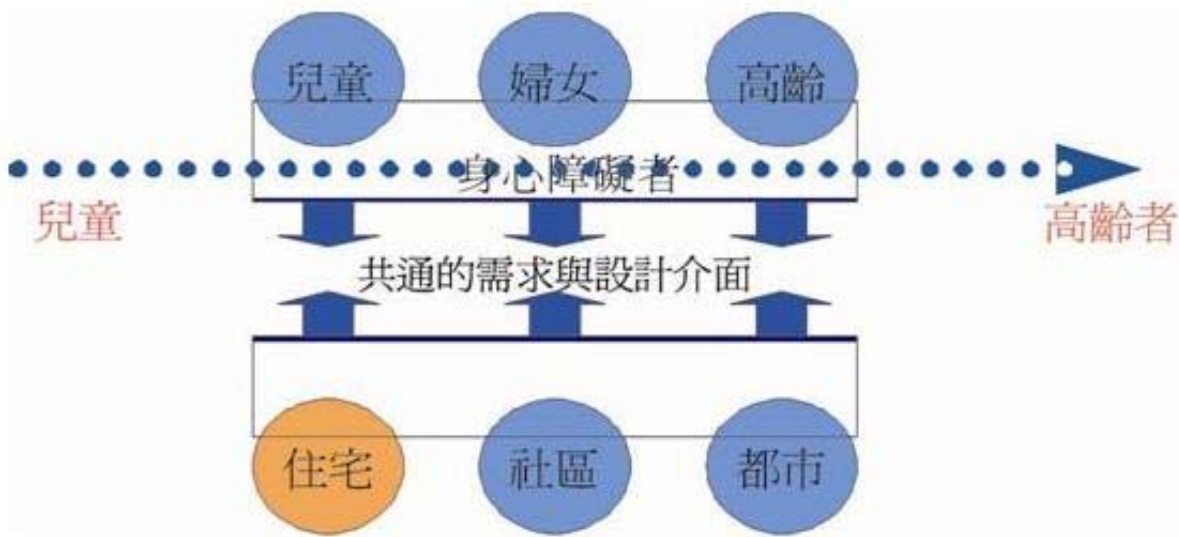 兒童
婦女
高齡
身心障礙者
兒童
高齡者
共通的需求與設計介面
住宅
社區
都市